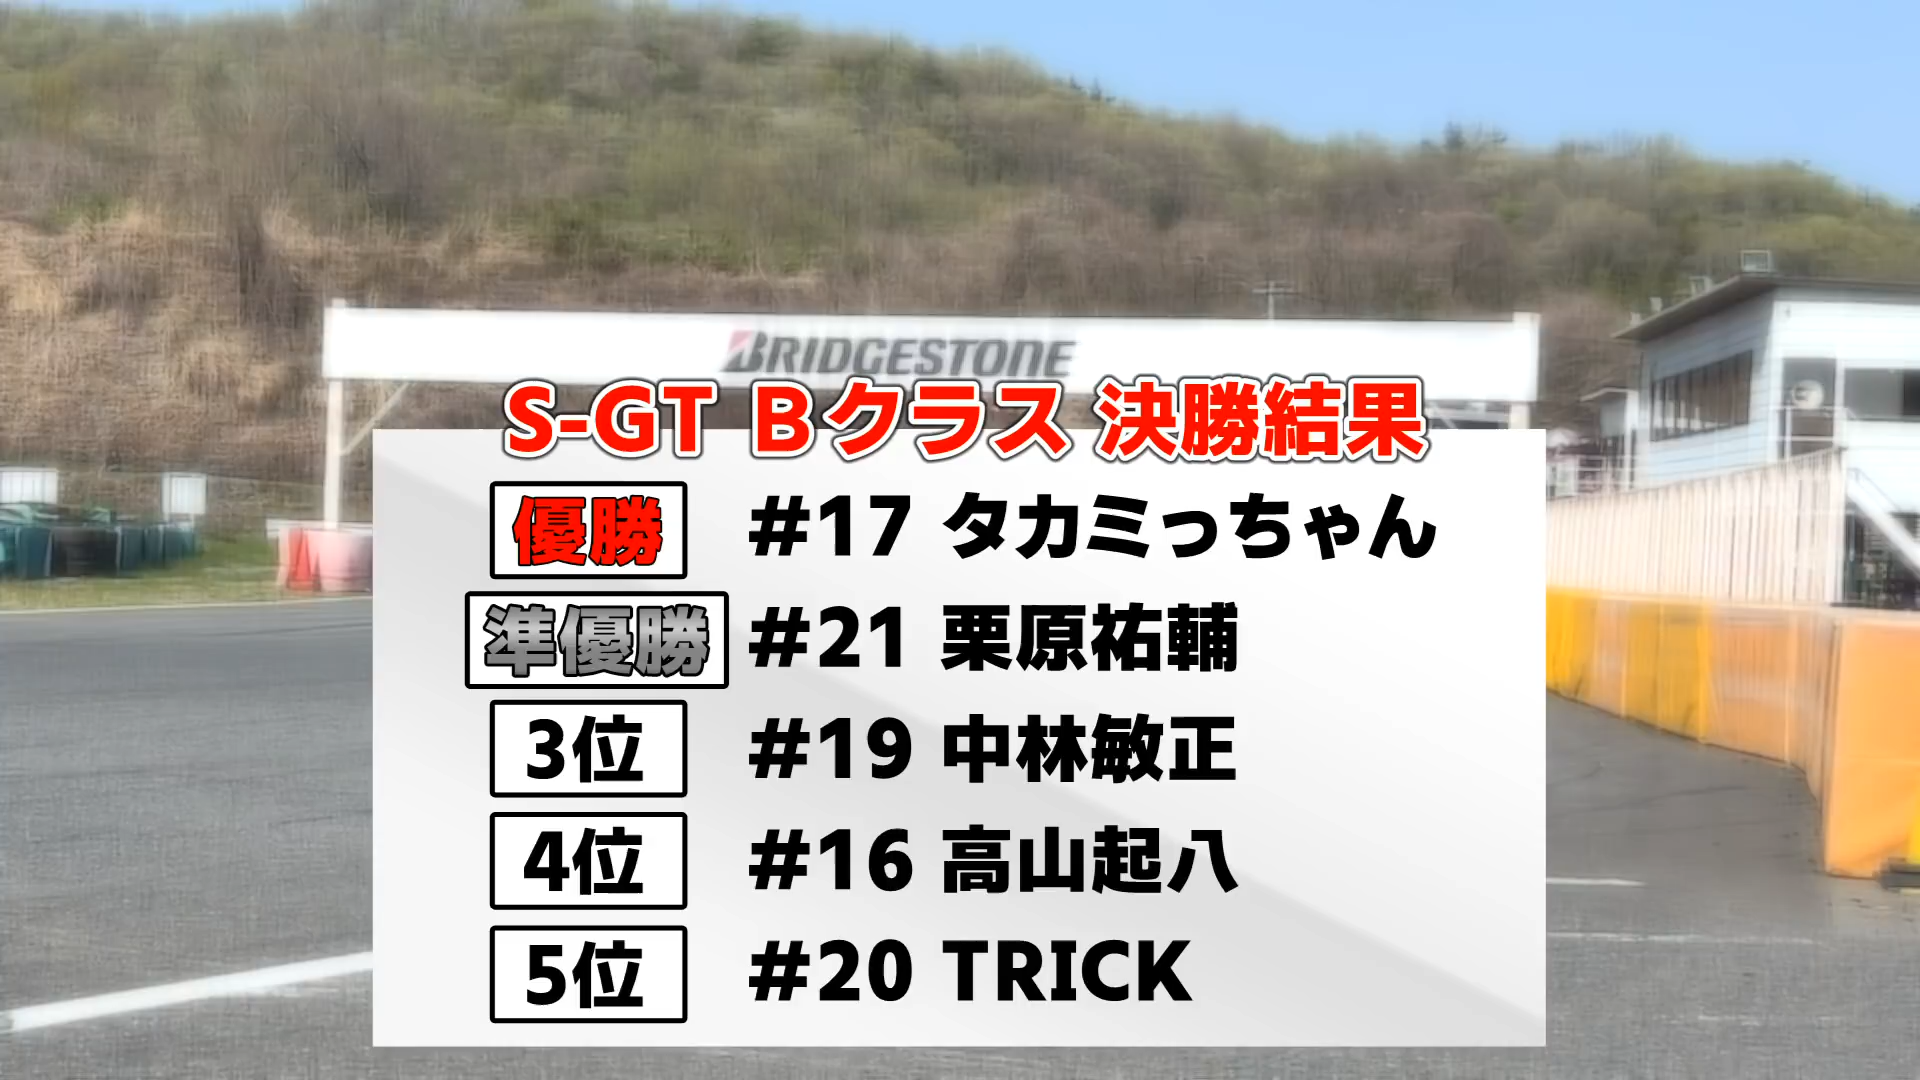 BRIDGESTONE
S-GT Bクラス 決勝結果
優勝 #17 タカミっちゃん
準優勝 #21 栗原祐輔
3位 #19 中林敏正
4位 #16 高山起八
5位 #20 TRICK